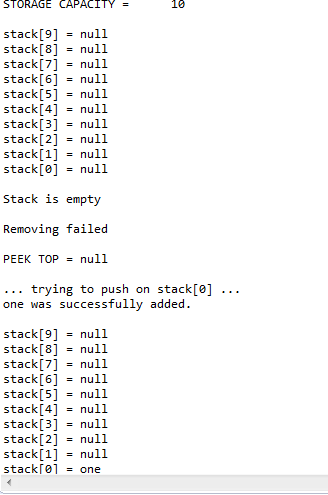 STORAGE CAPACITY =      10
stack[9] = null
stack[8] = null
stack[7] = null
stack[6] = null
stack[5] = null
stack[4] = null
stack[3] = null
stack[2] = null
stack[1] = null
stack[0] = null
Stack is empty
Removing failed
PEEK TOP = null
... trying to push on stack[0] ...
one was successfully added.
stack[9] = null
stack[8] = null
stack[7] = null
stack[6] = null
stack[5] = null
stack[4] = null
stack[3] = null
stack[2] = null
stack[1] = null
stack[0] = one